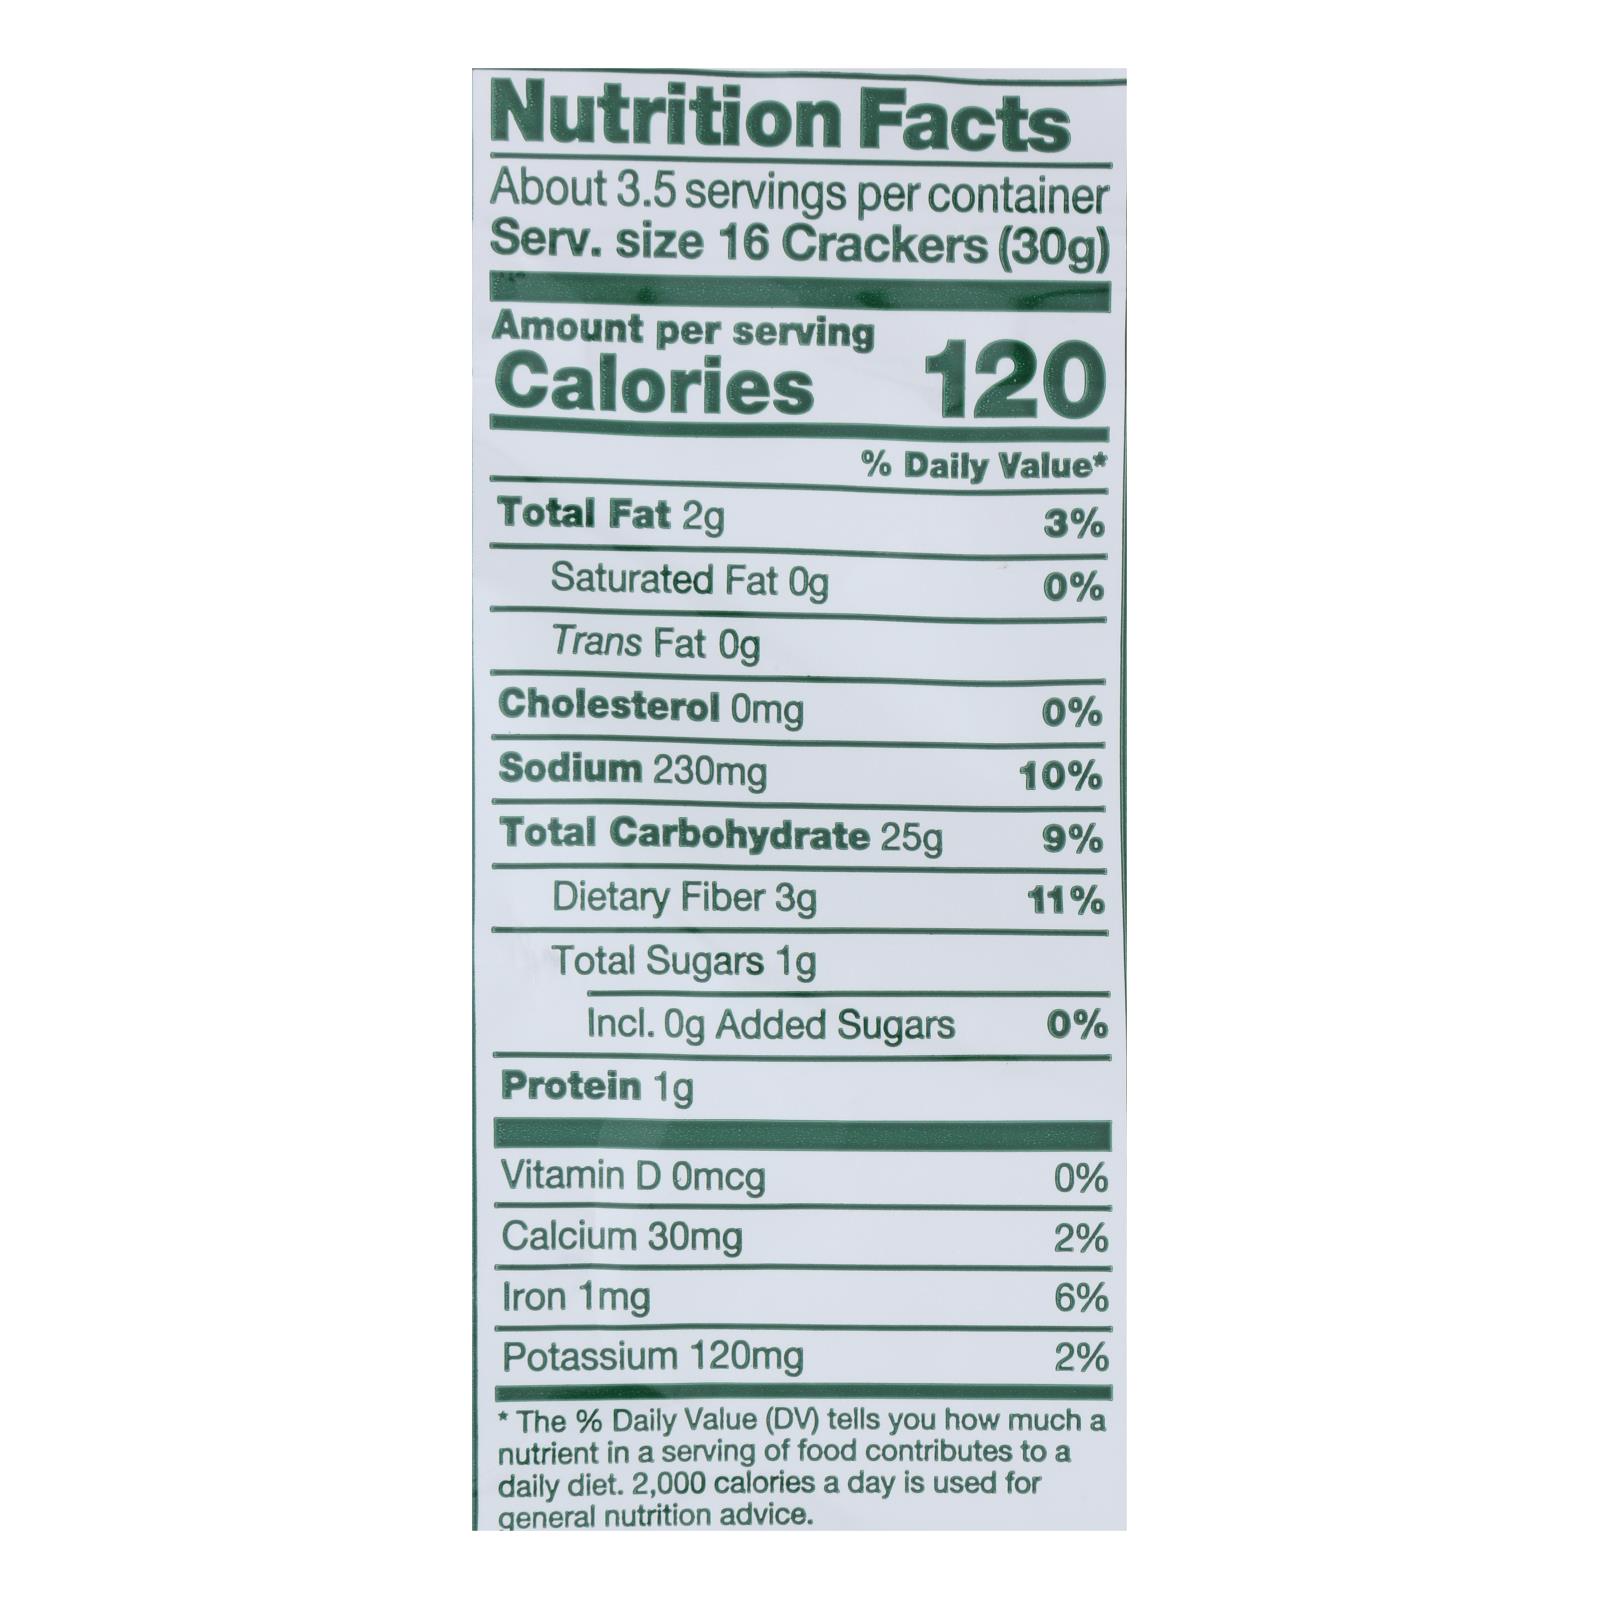 Nutrition Facts
About 3.5 servings per container
Serv. size 16 Crackers (30g)
Amount per serving
Calories 120
% Daily Value*
Total Fat 2g 3%
Saturated Fat 0g 0%
Trans Fat 0g
Cholesterol 0mg 0%
Sodium 230mg 10%
Total Carbohydrate 25g 9%
Dietary Fiber 3g 11%
Total Sugars 1g
Incl. 0g Added Sugars 0%
Protein 1g
Vitamin D 0mcg 0%
Calcium 30mg 2%
Iron 1mg 6%
Potassium 120mg 2%
* The % Daily Value (DV) tells you how much a
nutrient in a serving of food contributes to a
daily diet. 2,000 calories a day is used for
general nutrition advice.